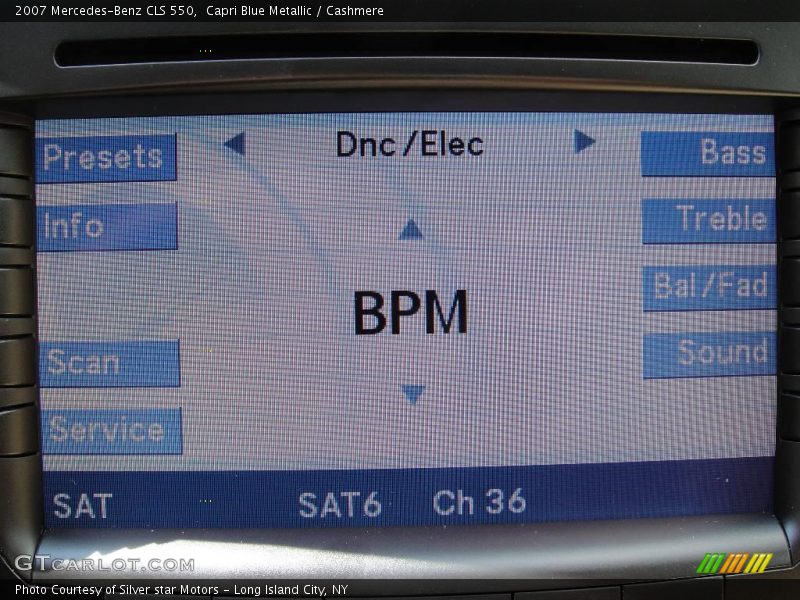 2007 Mercedes-Benz CLS 550,  Capri Blue Metallic / Cashmere
Presets
Dnc/Elec
Bass
Info
Treble
Bal/Fad
BPM
Scan
Sound
Service
SAT
SAT6
Ch 36
GTCARLOT.COM
Photo Courtesy of Silver star Motors - Long Island City, NY